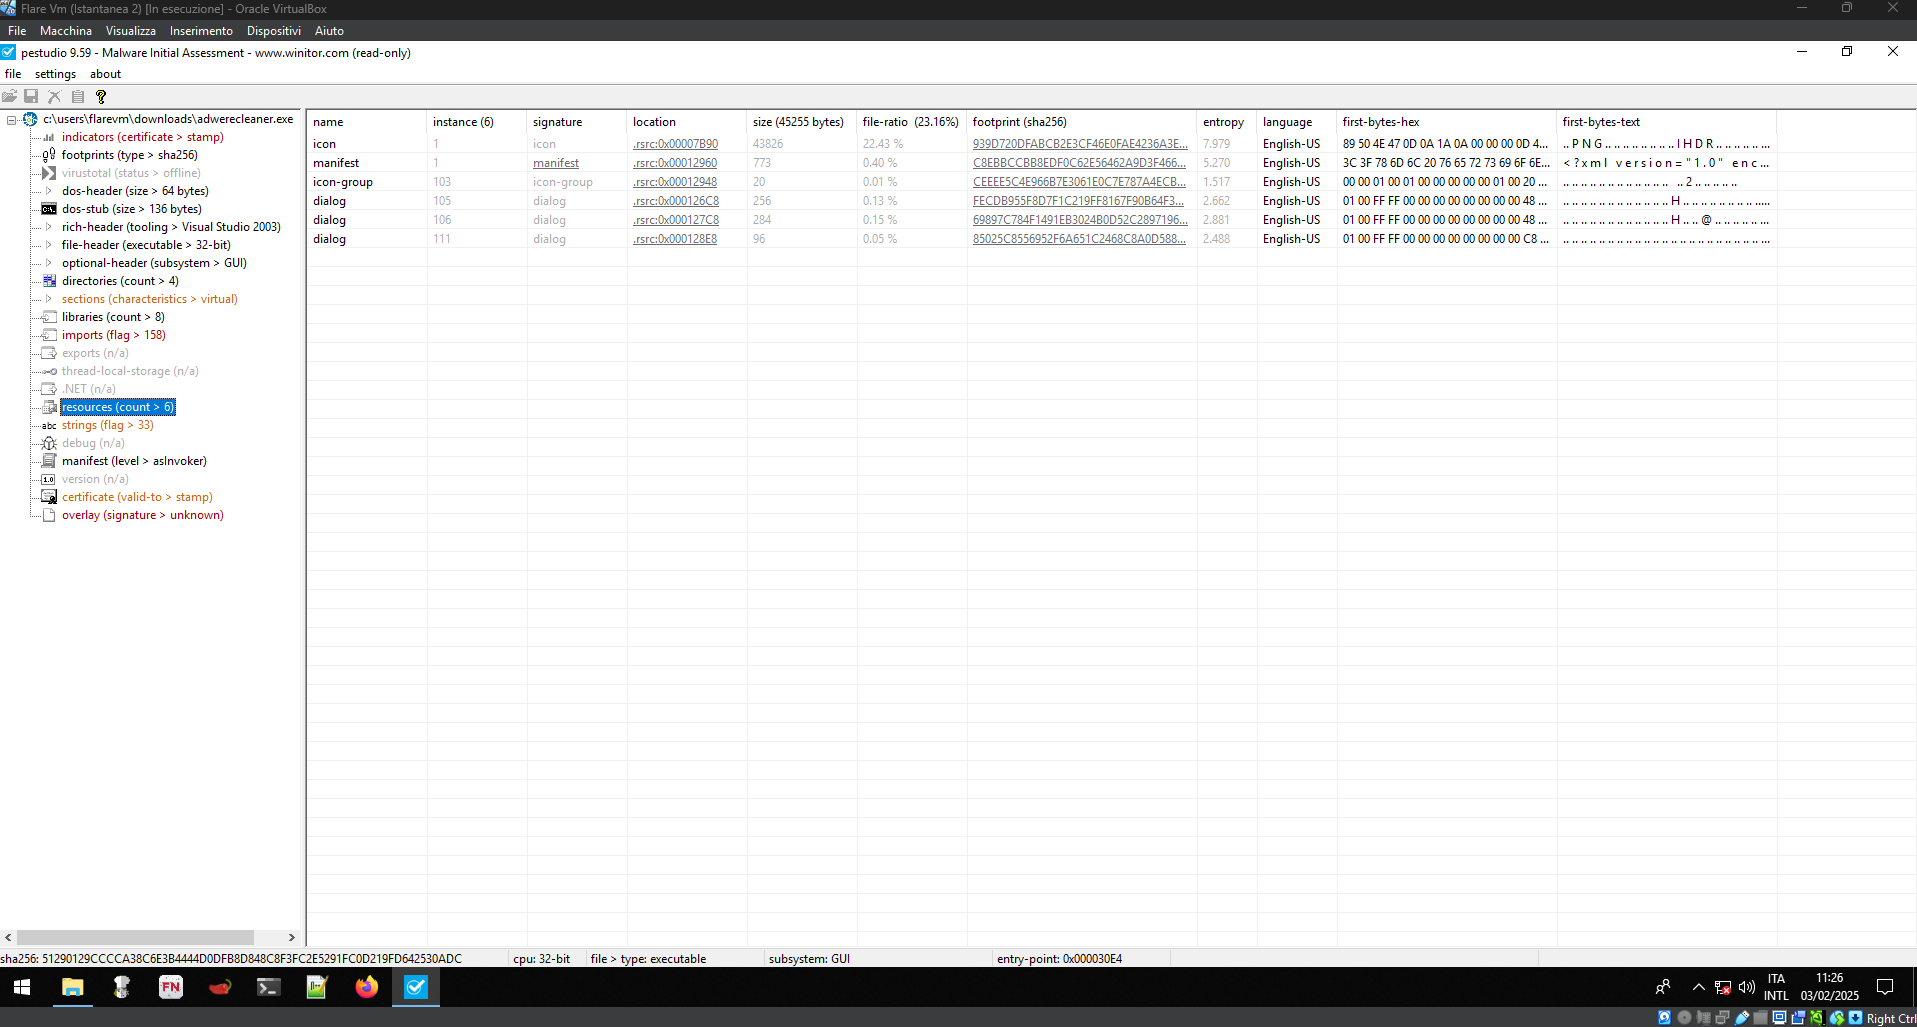 Flare Vm (Istantanea 2) [In esecuzione] - Oracle VirtualBox
File Macchina Visualizza Inserimento Dispositivi Aiuto
pestudio 9.59 - Malware Initial Assessment - www.winitor.com (read-only)
file settings about
c:\users\flarevm\downloads\adwerecleaner.exe
indicators (certificate > stamp)
footprints (type > sha256)
virustotal (status > offline)
dos-header (size > 64 bytes)
dos-stub (size > 136 bytes)
rich-header (tooling > Visual Studio 2003)
file-header (executable > 32-bit)
optional-header (subsystem > GUI)
directories (count > 4)
sections (characteristics > virtual)
libraries (count > 8)
imports (flag > 158)
exports (n/a)
thread-local-storage (n/a)
.NET (n/a)
resources (count > 6)
abc strings (flag > 33)
debug (n/a)
manifest (level > asInvoker)
1.0 version (n/a)
certificate (valid-to > stamp)
overlay (signature > unknown)
name instance (6) signature location size (45255 bytes) file-ratio (23.16%) footprint (sha256) entropy language first-bytes-hex first-bytes-text
icon 1 icon .rsrc:0x00007B90 43826 22.43 % 939D720DFABCB2E3CF46E0FAE4236A3E... 7.979 English-US 89 50 4E 47 0D 0A 1A 0A 00 00 00 0D 4... ..PNG..........IHDR........
manifest 1 manifest .rsrc:0x00012960 773 0.40 % C8EBBCCBB8EDF0C62E56462A9D3F466... 5.270 English-US 3C 3F 78 6D 6C 20 76 65 72 73 69 6F 6E... <?xml version="1.0" enc...
icon-group 103 icon-group .rsrc:0x00012948 20 0.01 % CEEEE5C4E966B7E3061E0C7E787A4ECB... 1.517 English-US 00 00 01 00 01 00 00 00 00 00 01 00 20 ... ............. ..2.....
dialog 105 dialog .rsrc:0x000126C8 256 0.13 % FECDB955F8D7F1C219FF8167F90B64F3... 2.662 English-US 01 00 FF FF 00 00 00 00 00 00 00 00 48 ... ............H.............
dialog 106 dialog .rsrc:0x000127C8 284 0.15 % 69897C784F1491EB3024B0D52C2897196... 2.881 English-US 01 00 FF FF 00 00 00 00 00 00 00 00 48 ... ............H...@.........
dialog 111 dialog .rsrc:0x000128E8 96 0.05 % 85025C8556952F6A651C2468C8A0D588... 2.488 English-US 01 00 FF FF 00 00 00 00 00 00 00 00 C8 ... ..........................
sha256: 51290129CCCCA38C6E3B4444D0DFB8D848C8F3FC2E5291FC0D219FD642530ADC cpu: 32-bit file > type: executable subsystem: GUI entry-point: 0x000030E4
FN
ITA
INTL
11:26
03/02/2025
Right Ctrl